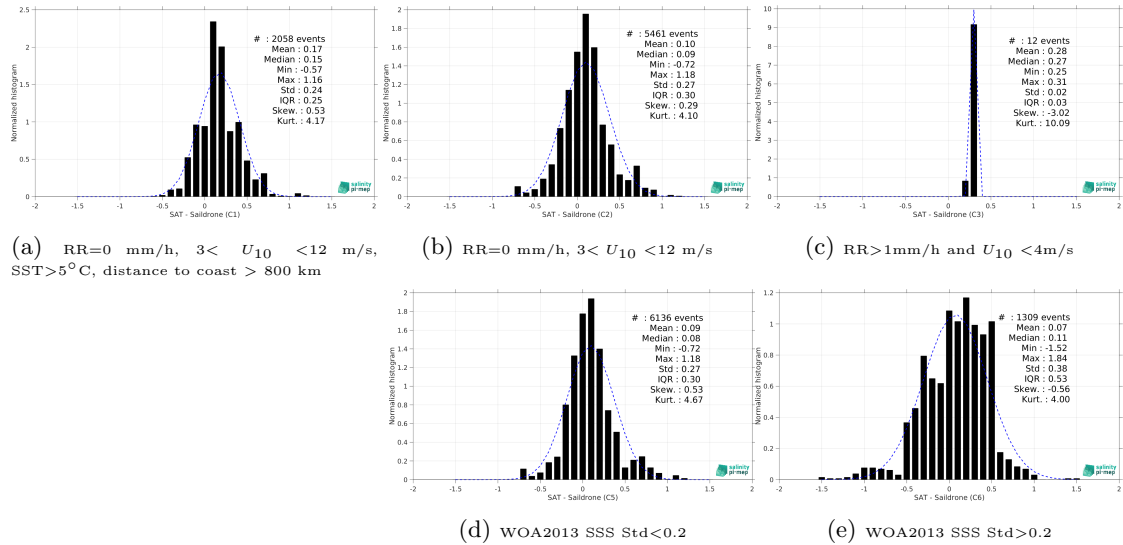 2.5
2
1.5
1
0.5
0
Normalized histogram
# : 2058 events
Mean : 0.17
Median : 0.15
Min : -0.57
Max : 1.16
Std : 0.24
IQR : 0.25
Skew. : 0.53
Kurt. : 4.17
salinity
pi-mep
-2 -1.5 -1 -0.5 0 0.5 1 1.5 2
SAT - Saildrone (C1)
2
1.8
1.6
1.4
1.2
1
0.8
0.6
0.4
0.2
0
Normalized histogram
# : 5461 events
Mean : 0.10
Median : 0.09
Min : -0.72
Max : 1.18
Std : 0.27
IQR : 0.30
Skew. : 0.29
Kurt. : 4.10
salinity
pi-mep
-2 -1.5 -1 -0.5 0 0.5 1 1.5 2
SAT - Saildrone (C2)
10
9
8
7
6
5
4
3
2
1
0
Normalized histogram
# : 12 events
Mean : 0.28
Median : 0.27
Min : 0.25
Max : 0.31
Std : 0.02
IQR : 0.03
Skew. : -3.02
Kurt. : 10.09
salinity
pi-mep
-2 -1.5 -1 -0.5 0 0.5 1 1.5 2
SAT - Saildrone (C3)
(a) RR=0 mm/h, 3< U10 <12 m/s,
SST>5°C, distance to coast > 800 km
(b) RR=0 mm/h, 3< U10 <12 m/s
(c) RR>1mm/h and U10 <4m/s
2
1.8
1.6
1.4
1.2
1
0.8
0.6
0.4
0.2
0
Normalized histogram
# : 6136 events
Mean : 0.09
Median : 0.08
Min : -0.72
Max : 1.18
Std : 0.27
IQR : 0.30
Skew. : 0.53
Kurt. : 4.67
salinity
pi-mep
-2 -1.5 -1 -0.5 0 0.5 1 1.5 2
SAT - Saildrone (C5)
1.2
1
0.8
0.6
0.4
0.2
0
Normalized histogram
# : 1309 events
Mean : 0.07
Median : 0.11
Min : -1.52
Max : 1.84
Std : 0.38
IQR : 0.53
Skew. : -0.56
Kurt. : 4.00
salinity
pi-mep
-2 -1.5 -1 -0.5 0 0.5 1 1.5 2
SAT - Saildrone (C6)
(d) WOA2013 SSS Std<0.2
(e) WOA2013 SSS Std>0.2